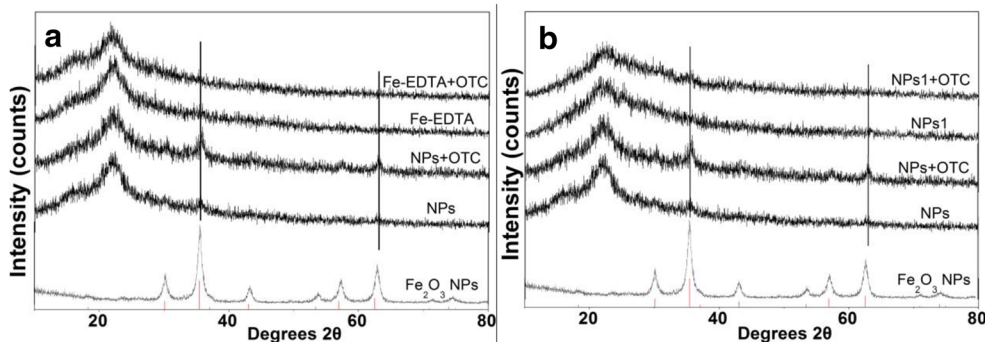 a
Intensity (counts)
Fe-EDTA+OTC
Fe-EDTA
NPs+OTC
NPs
Fe2O3 NPs
20 40 60 80
Degrees 2θ
b
Intensity (counts)
NPs1+OTC
NPs1
NPs+OTC
NPs
Fe2O3 NPs
20 40 60 80
Degrees 2θ